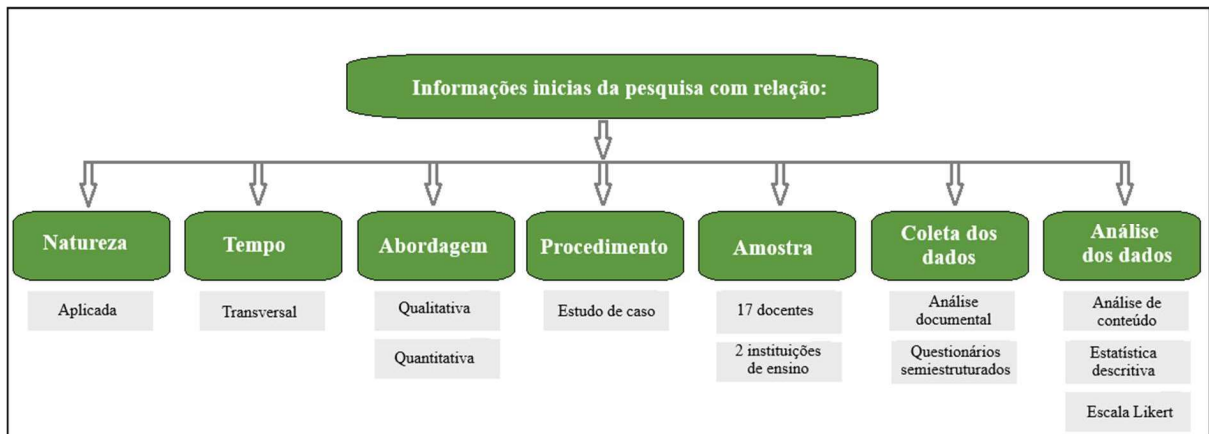 Informações inicias da pesquisa com relação:
Natureza
Tempo
Abordagem
Procedimento
Amostra
Coleta dos
dados
Análise
dos dados
Aplicada
Transversal
Qualitativa
Quantitativa
Estudo de caso
17 docentes
2 instituições
de ensino
Análise
documental
Questionários
semiestruturados
Análise de
conteúdo
Estatística
descritiva
Escala Likert